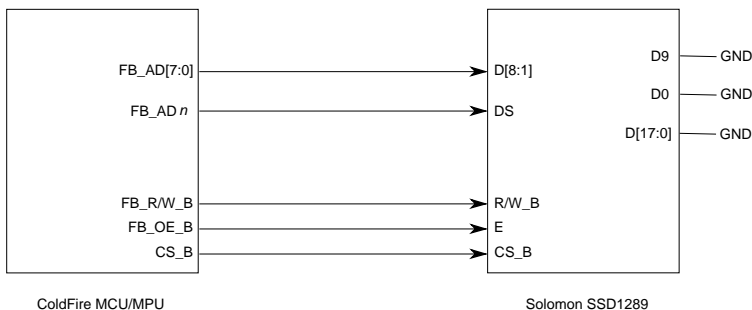 FB_AD[7:0]
D[8:1]
D9
GND
FB_AD n
DS
D0
GND
D[17:0]
GND
FB_R/W_B
R/W_B
FB_OE_B
E
CS_B
CS_B
ColdFire MCU/MPU
Solomon SSD1289